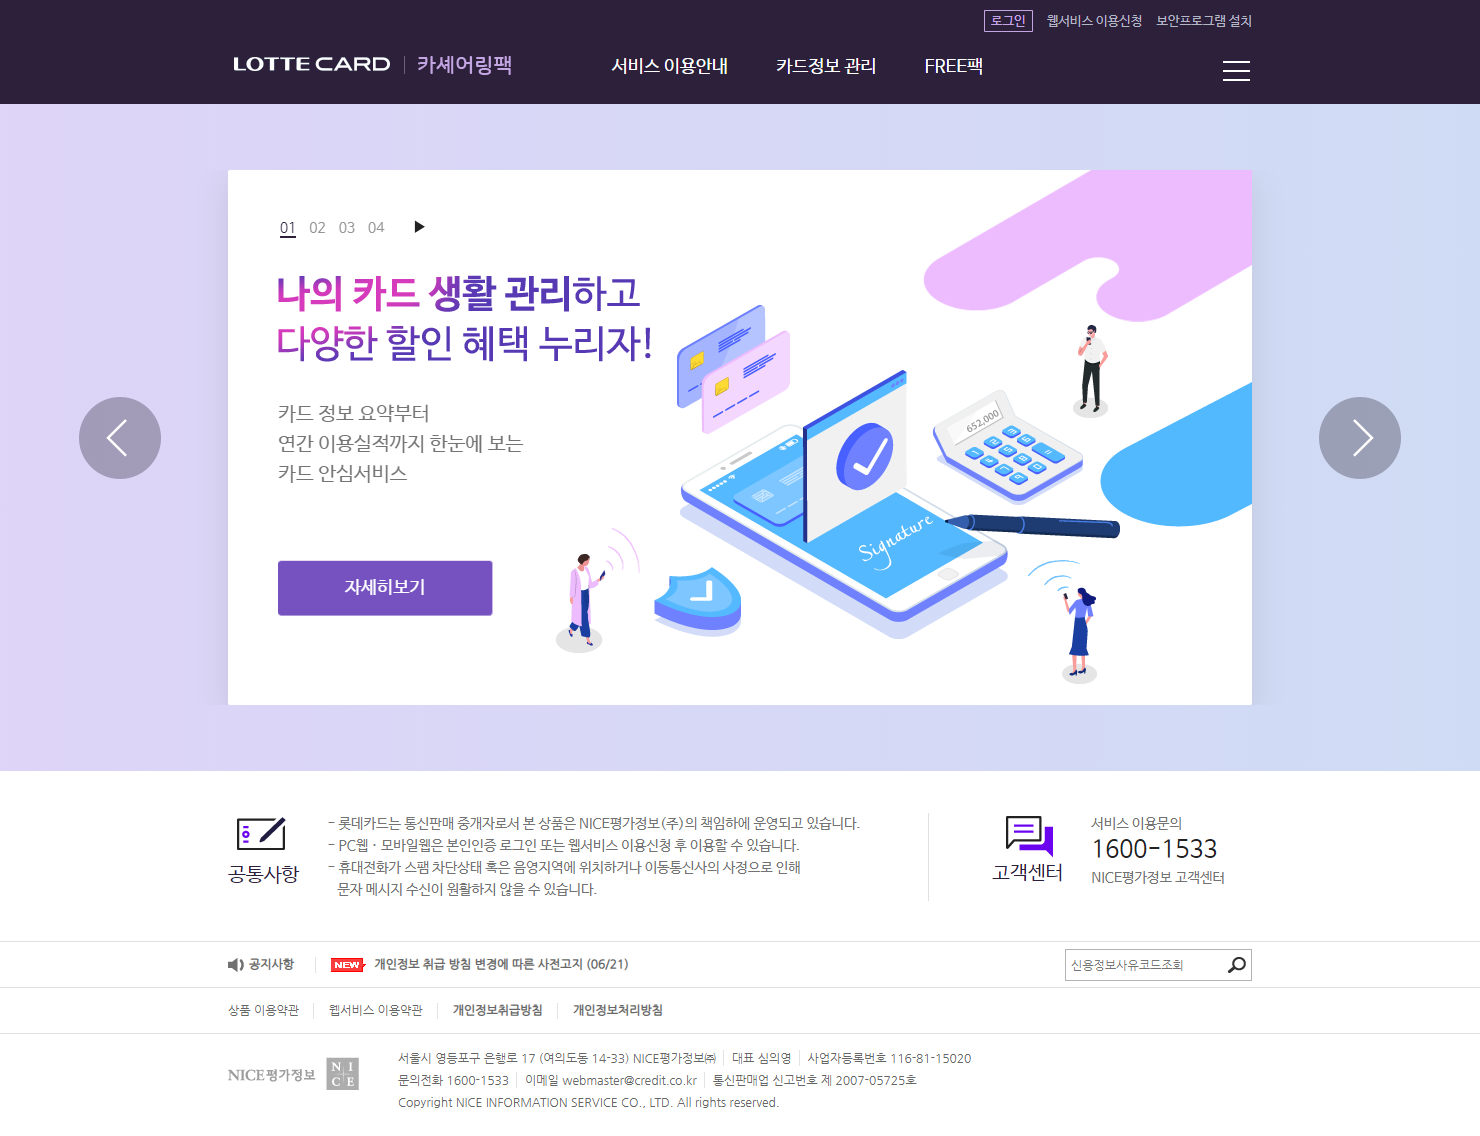 로그인 웹서비스 이용신청 보안프로그램 설치
LOTTE CARD 카셰어링팩 서비스 이용안내 카드정보 관리 FREE팩
01 02 03 04
나의 카드 생활 관리하고
다양한 할인 혜택 누리자!
카드 정보 요약부터
연간 이용실적까지 한눈에 보는
카드 안심서비스
자세히보기
652,000
Signature
공통사항
- 롯데카드는 통신판매 중개자로서 본 상품은 NICE평가정보(주)의 책임하에 운영되고 있습니다.
- PC웹 · 모바일웹은 본인인증 로그인 또는 웹서비스 이용신청 후 이용할 수 있습니다.
- 휴대전화가 스팸 차단상태 혹은 음영지역에 위치하거나 이동통신사의 사정으로 인해
문자 메시지 수신이 원활하지 않을 수 있습니다.
고객센터
서비스 이용문의
1600-1533
NICE평가정보 고객센터
공지사항 NEW 개인정보 취급 방침 변경에 따른 사전고지 (06/21) 신용정보사유코드조회
상품 이용약관 웹서비스 이용약관 개인정보취급방침 개인정보처리방침
NICE평가정보 NICE
서울시 영등포구 은행로 17 (여의도동 14-33) NICE평가정보㈜ 대표 심의영 사업자등록번호 116-81-15020
문의전화 1600-1533 이메일 webmaster@credit.co.kr 통신판매업 신고번호 제 2007-05725호
Copyright NICE INFORMATION SERVICE CO., LTD. All rights reserved.